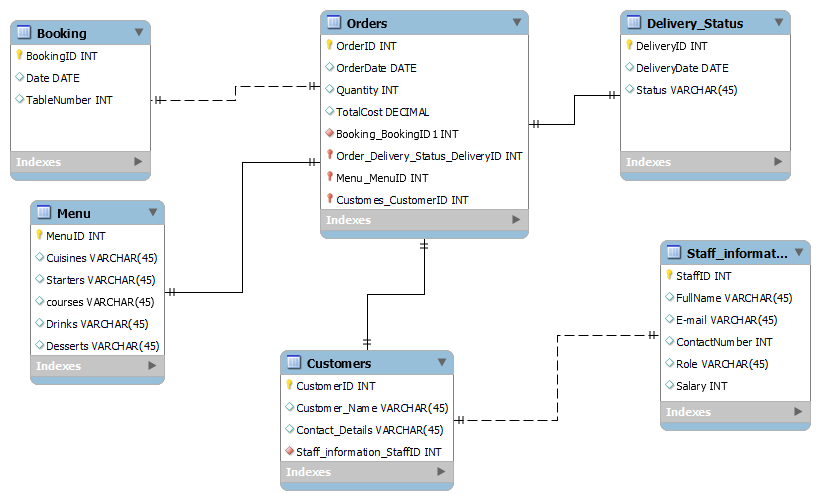 Booking
BookingID INT
Date DATE
TableNumber INT
Indexes
Orders
OrderID INT
OrderDate DATE
Quantity INT
TotalCost DECIMAL
Booking_BookingID1 INT
Order_Delivery_Status_DeliveryID INT
Menu_MenuID INT
Customes_CustomerID INT
Indexes
Delivery_Status
DeliveryID INT
DeliveryDate DATE
Status VARCHAR(45)
Indexes
Menu
MenuID INT
Cuisines VARCHAR(45)
Starters VARCHAR(45)
courses VARCHAR(45)
Drinks VARCHAR(45)
Desserts VARCHAR(45)
Indexes
Staff_informat...
StaffID INT
FullName VARCHAR(45)
E-mail VARCHAR(45)
ContactNumber INT
Role VARCHAR(45)
Salary INT
Indexes
Customers
CustomerID INT
Customer_Name VARCHAR(45)
Contact_Details VARCHAR(45)
Staff_information_StaffID INT
Indexes